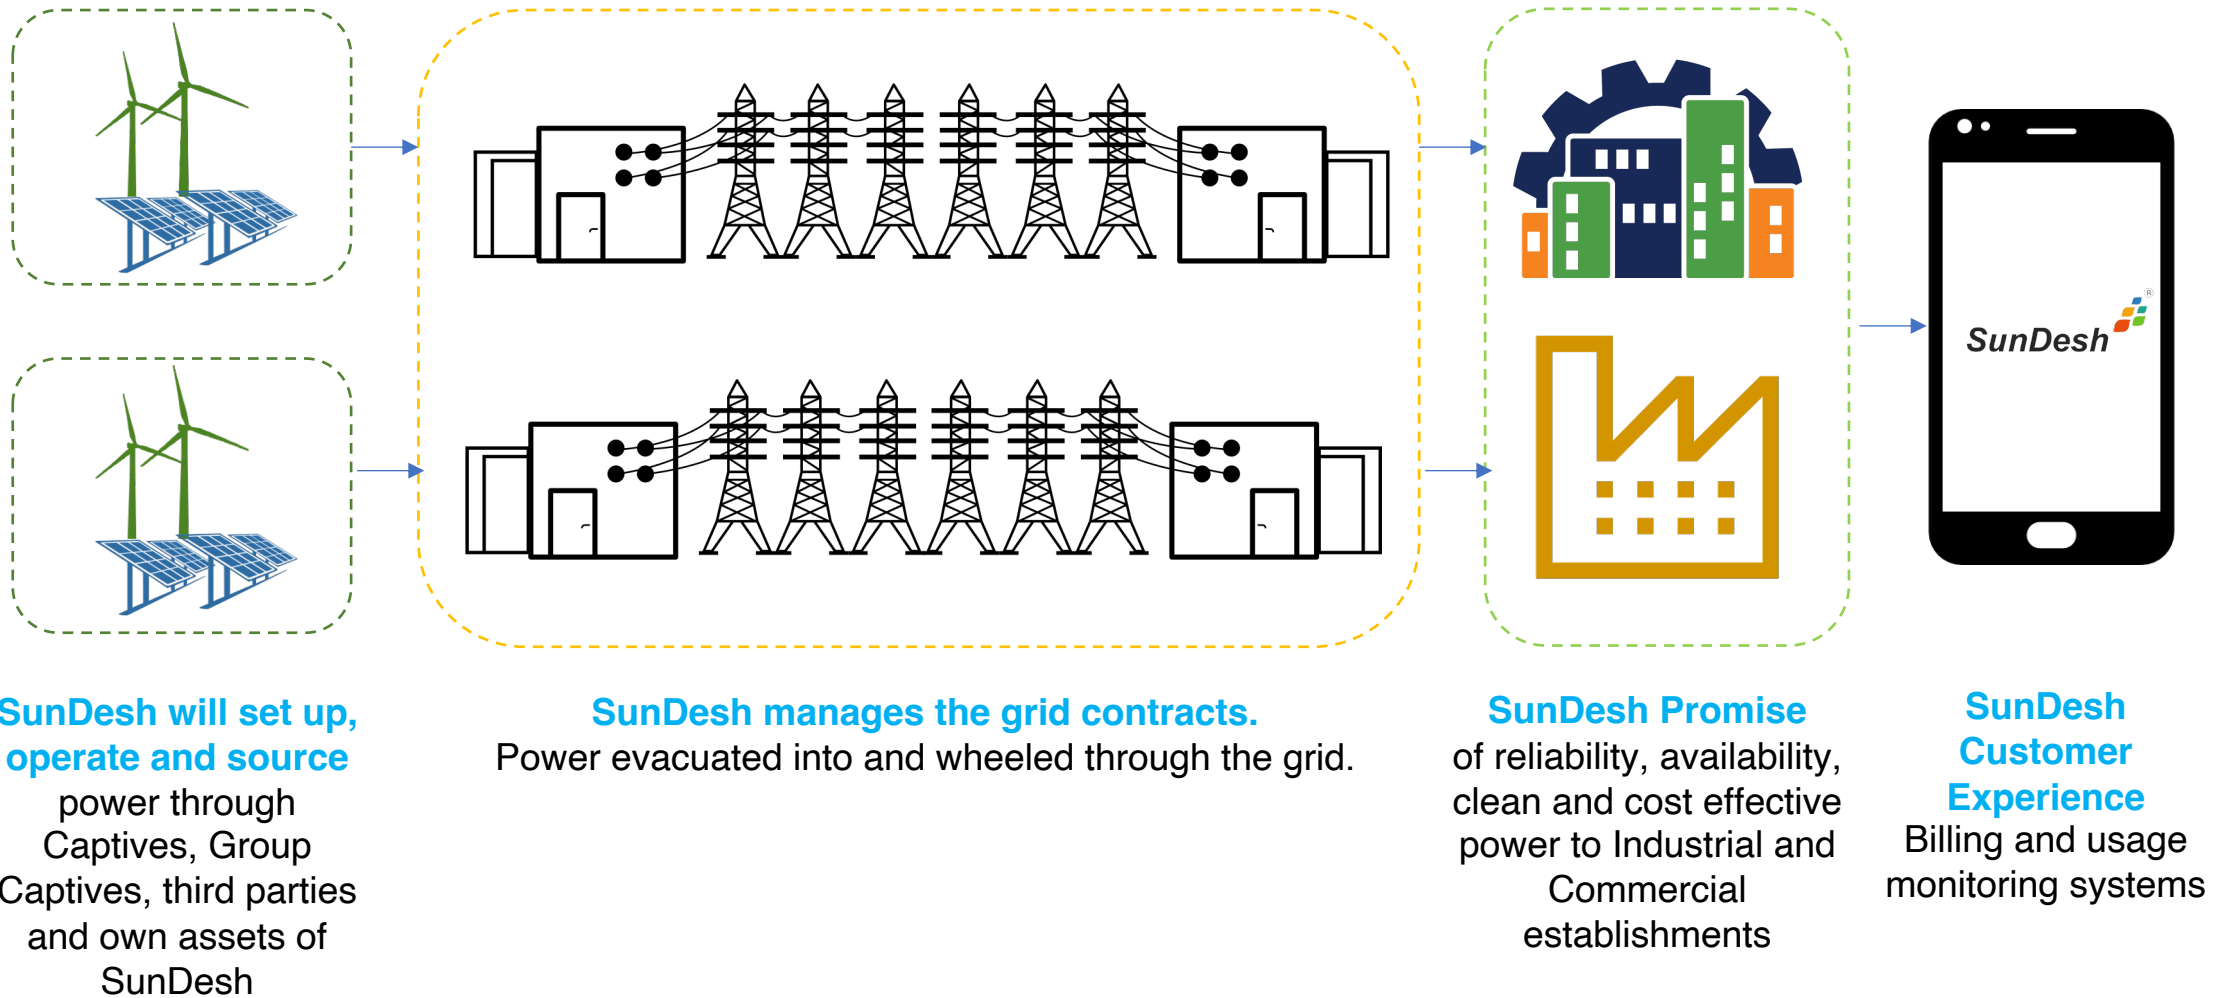 SunDesh
®
SunDesh will set up,
operate and source
power through
Captives, Group
Captives, third parties
and own assets of
SunDesh
SunDesh manages the grid contracts.
Power evacuated into and wheeled through the grid.
SunDesh Promise
of reliability, availability,
clean and cost effective
power to Industrial and
Commercial
establishments
SunDesh
Customer
Experience
Billing and usage
monitoring systems